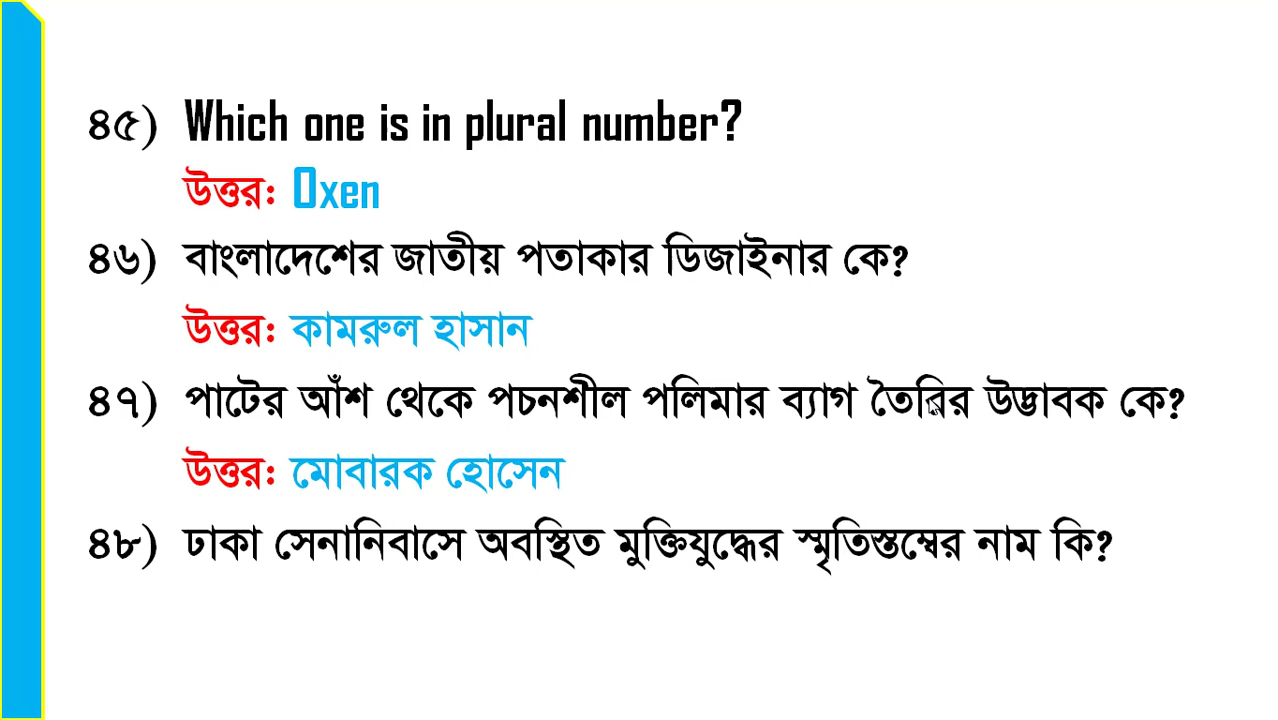 ৪৫) Which one is in plural number?
উত্তর: Oxen
৪৬) বাংলাদেশের জাতীয় পতাকার ডিজাইনার কে?
উত্তর: কামরুল হাসান
৪৭) পাটের আঁশ থেকে পচনশীল পলিমার ব্যাগ তৈরির উদ্ভাবক কে?
উত্তর: মোবারক হোসেন
৪৮) ঢাকা সেনানিবাসে অবস্থিত মুক্তিযুদ্ধের স্মৃতিস্তম্বের নাম কি?